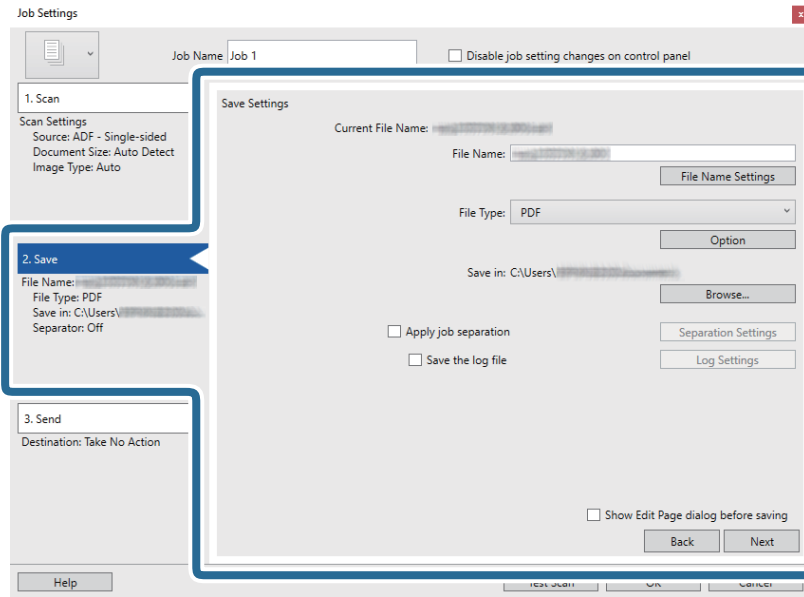 Job Settings
x
Job Name Job 1
Disable job setting changes on control panel
1. Scan
Scan Settings
Source: ADF - Single-sided
Document Size: Auto Detect
Image Type: Auto
2. Save
File Name:
File Type: PDF
Save in: C:\Users\
Separator: Off
3. Send
Destination: Take No Action
Save Settings
Current File Name:
File Name:
File Name Settings
File Type: PDF
Option
Save in: C:\Users\
Browse...
Apply job separation
Separation Settings
Save the log file
Log Settings
Show Edit Page dialog before saving
Back
Next
Help
Test Scan
OK
Cancel